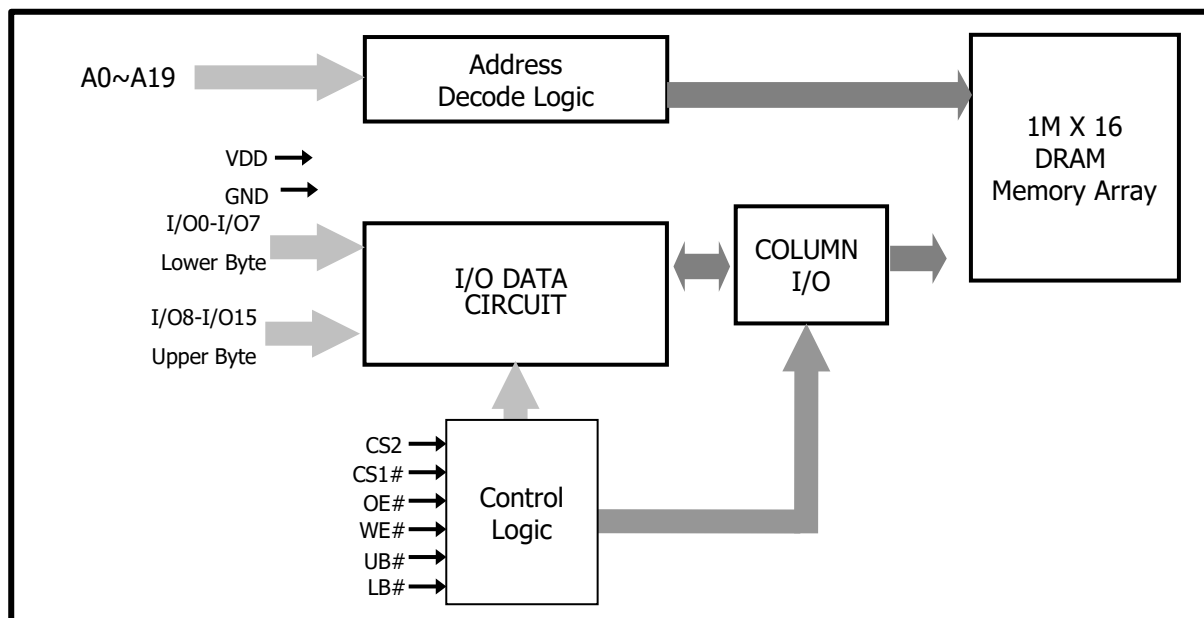 A0~A19
Address
Decode Logic
1M X 16
DRAM
Memory Array
VDD
GND
I/O0-I/O7
Lower Byte
I/O8-I/O15
Upper Byte
I/O DATA
CIRCUIT
COLUMN
I/O
CS2
CS1#
OE#
WE#
UB#
LB#
Control
Logic